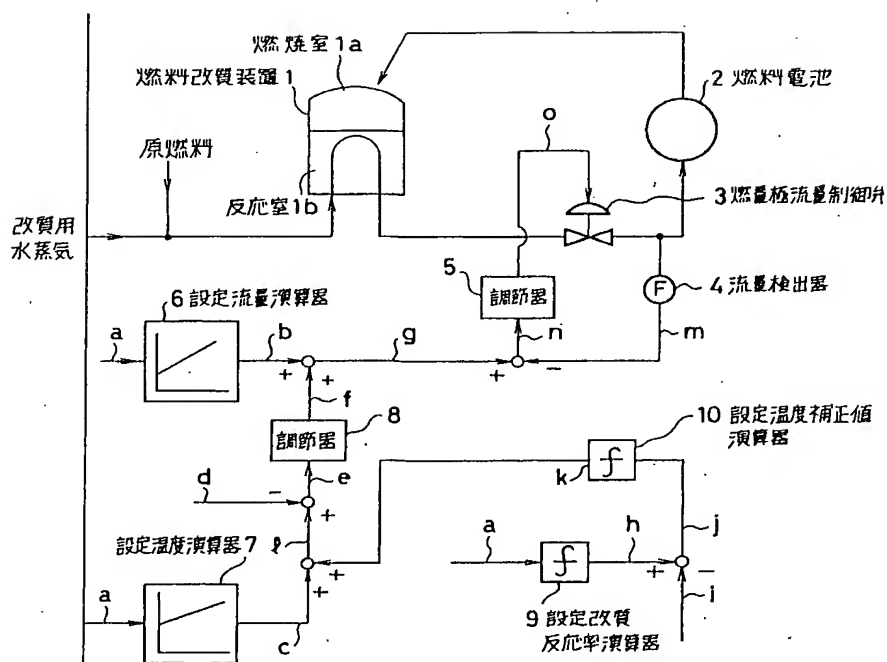 燃焼室1a
燃料改質装置1
原燃料
反応室1b
改質用
水蒸気
2 燃料電池
o
3 燃量極流量制御弁
5
調節器
F
4 流量検出器
6 設定流量演算器
a
b
g
n
m
+
+
+
−
f
調節器
8
10 設定温度補正値
演算器
k
d
−
e
+
j
設定温度演算器7
l
a
h
+
−
+
+
9 設定改質
反応率演算器
i
a
c